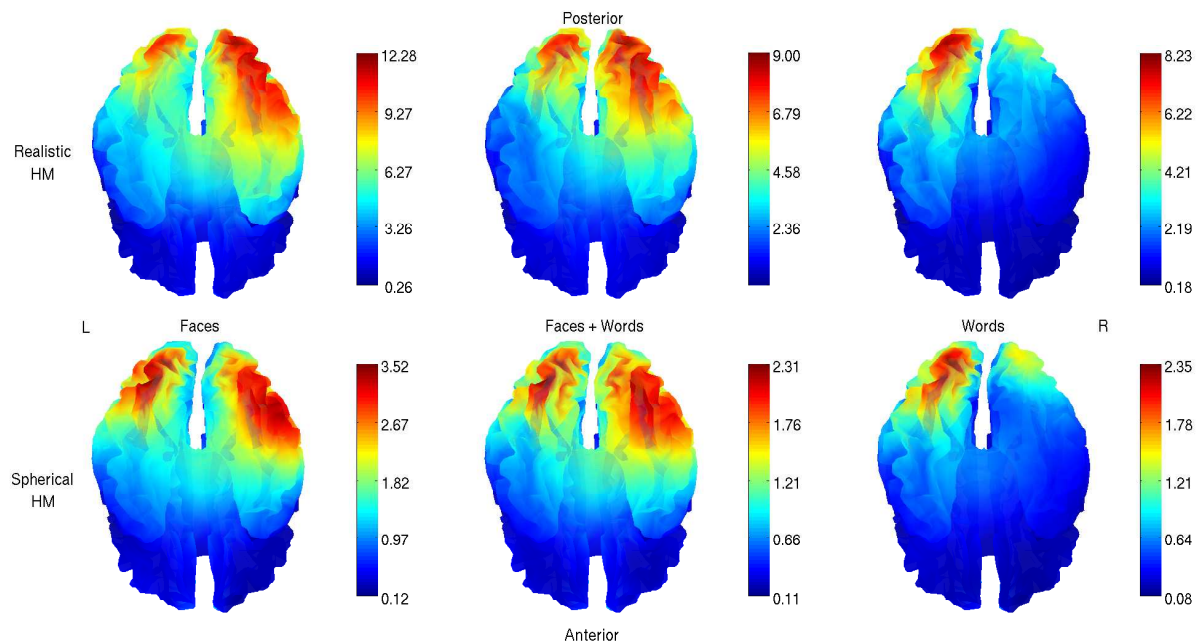 Posterior
12.28
9.27
6.27
3.26
0.26
9.00
6.79
4.58
2.36
8.23
6.22
4.21
2.19
0.18
Realistic
HM
L
Faces
Faces + Words
Words
R
3.52
2.67
1.82
0.97
0.12
2.31
1.76
1.21
0.66
0.11
2.35
1.78
1.21
0.64
0.08
Spherical
HM
Anterior